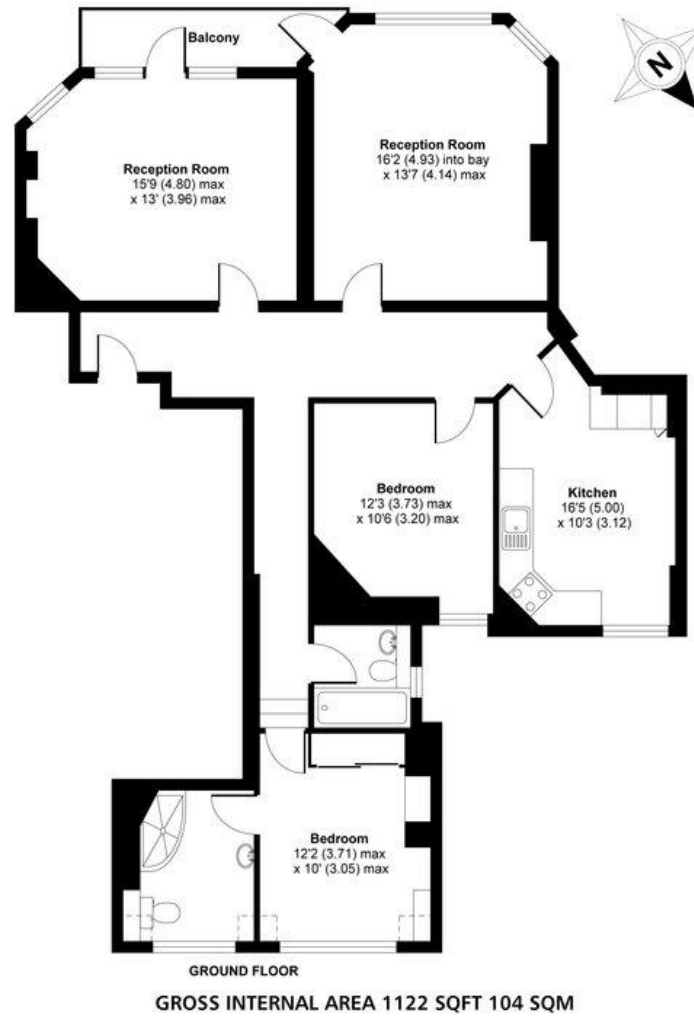 Balcony
N
Reception Room
15'9 (4.80) max
x 13' (3.96) max
Reception Room
16'2 (4.93) into bay
x 13'7 (4.14) max
Bedroom
12'3 (3.73) max
x 10'6 (3.20) max
Kitchen
16'5 (5.00)
x 10'3 (3.12)
Bedroom
12'2 (3.71) max
x 10' (3.05) max
GROUND FLOOR
GROSS INTERNAL AREA 1122 SQFT 104 SQM